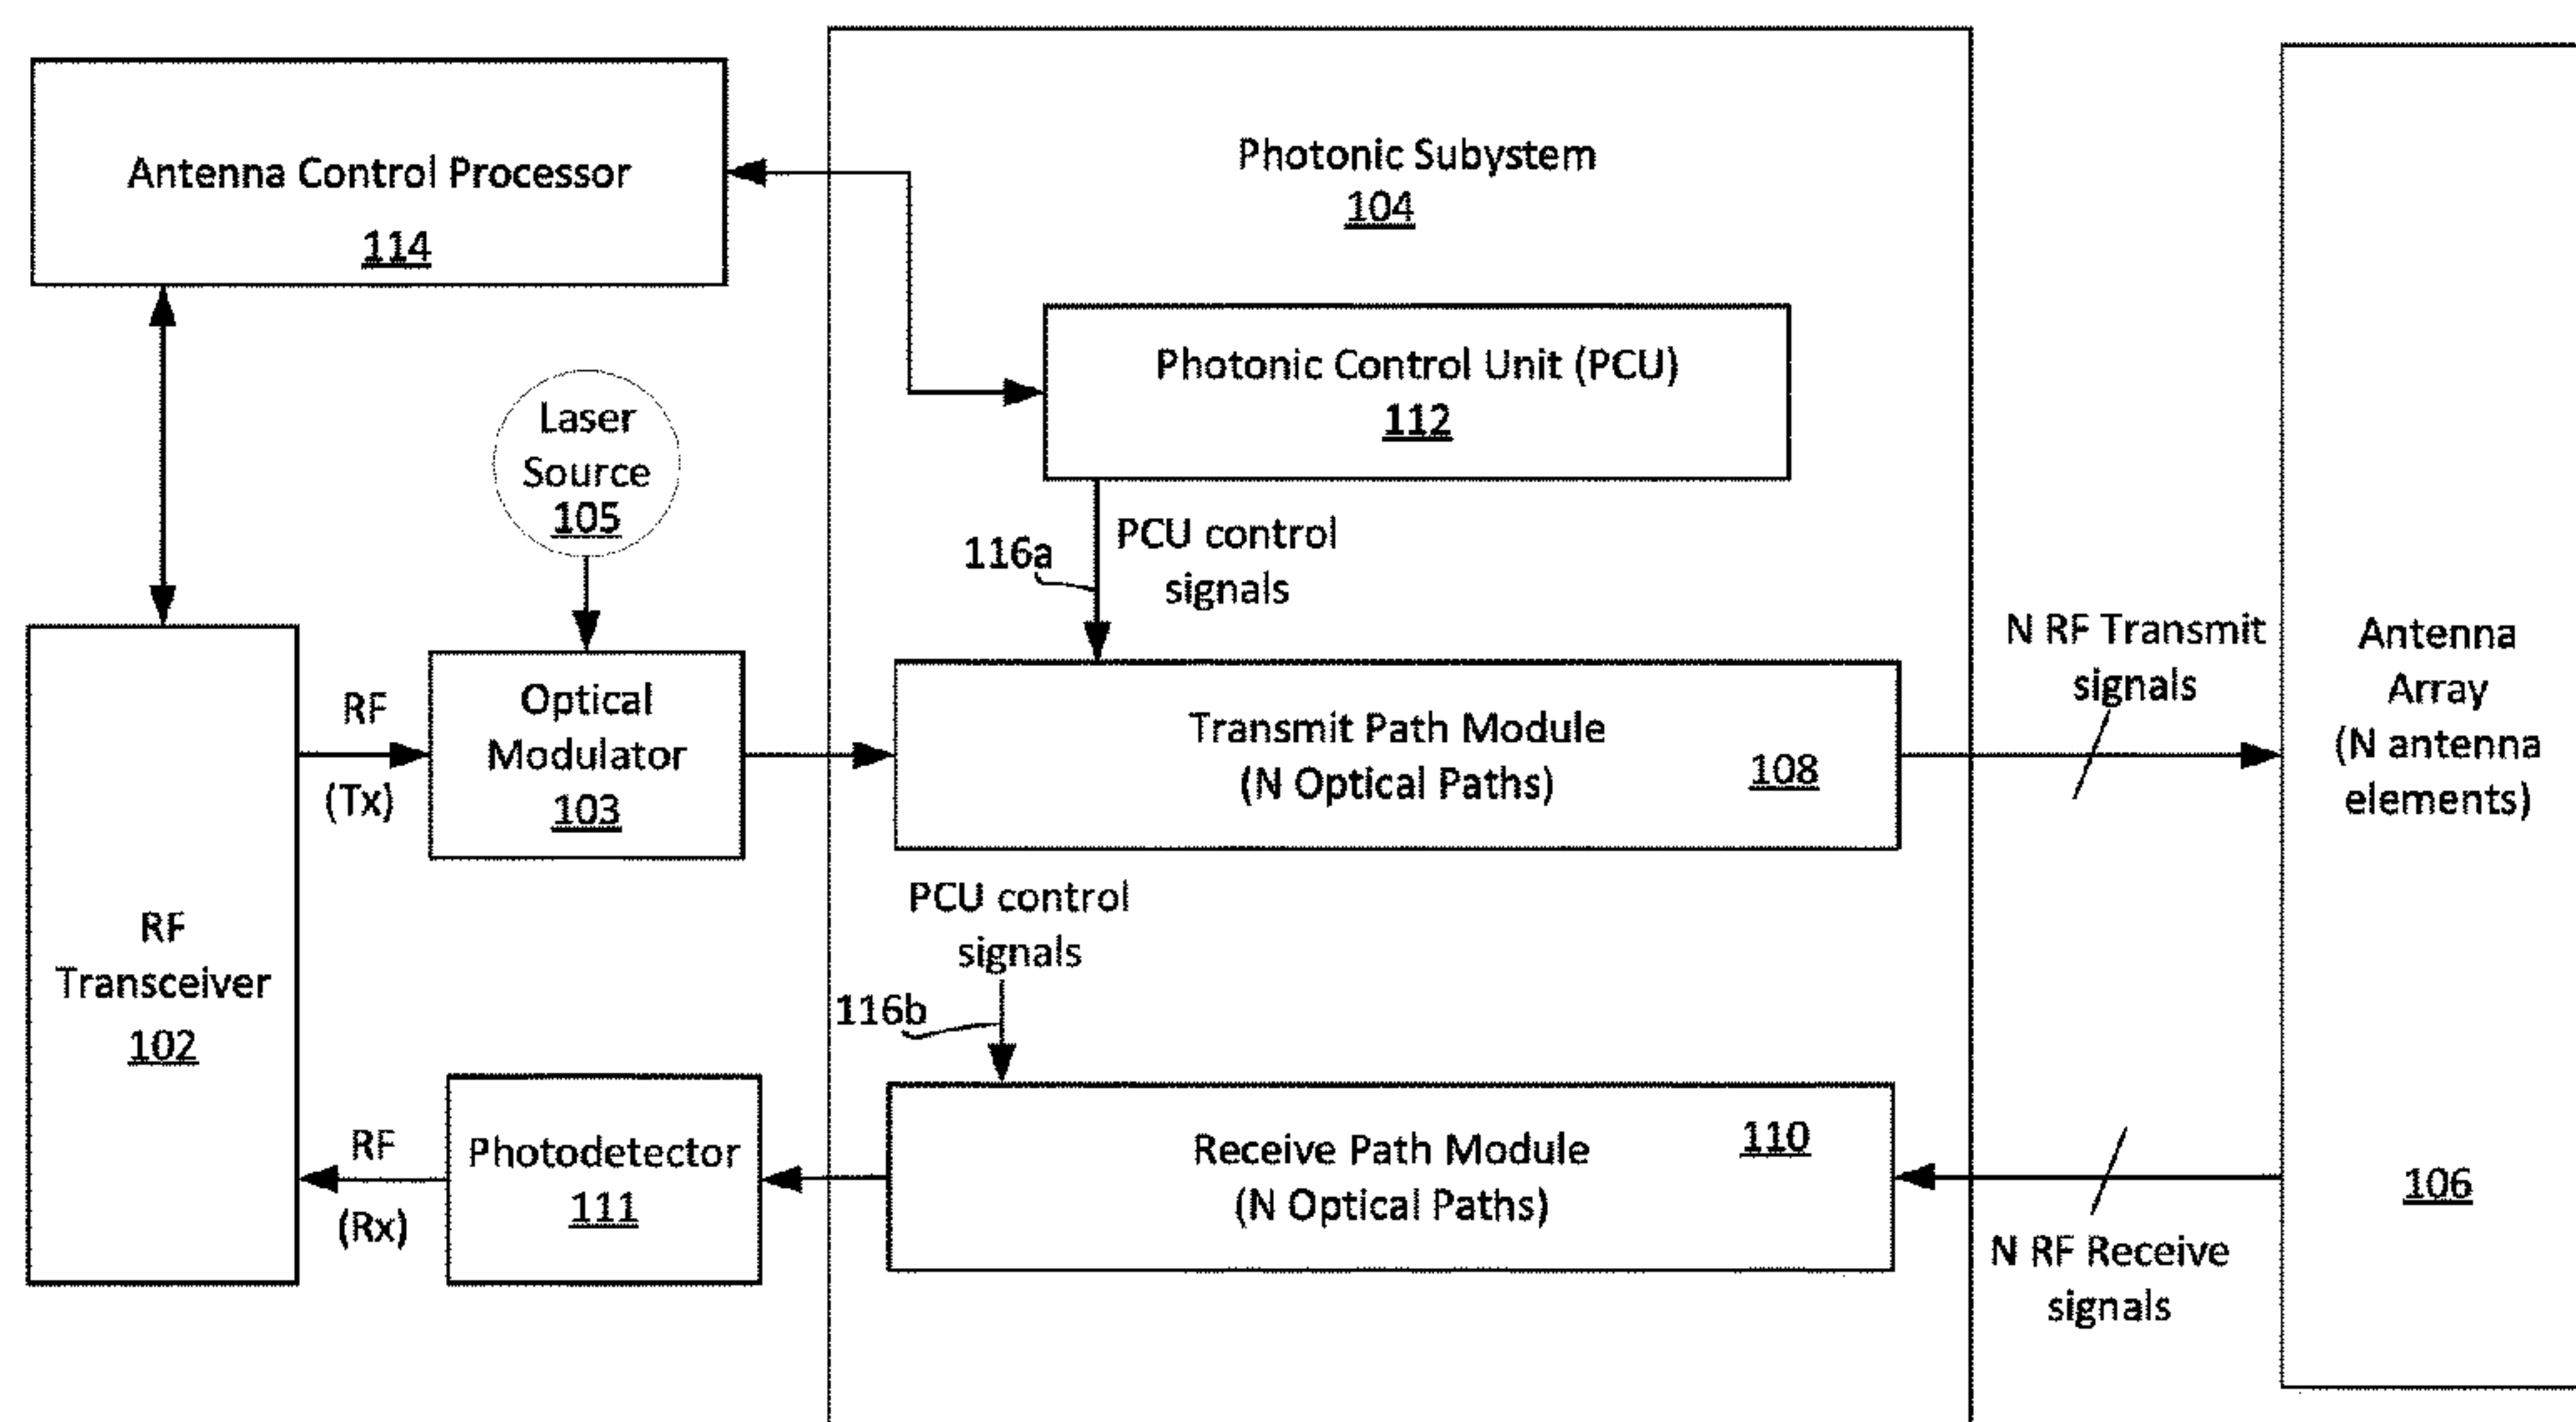 Antenna Control Processor
114
Photonic Subystem
104
Photonic Control Unit (PCU)
112
Laser
Source
105
116a
PCU control
signals
RF
(Tx)
Optical
Modulator
103
Transmit Path Module
(N Optical Paths)
108
N RF Transmit
signals
Antenna
Array
(N antenna
elements)
106
RF
Transceiver
102
PCU control
signals
116b
RF
(Rx)
Photodetector
111
Receive Path Module
(N Optical Paths)
110
N RF Receive
signals